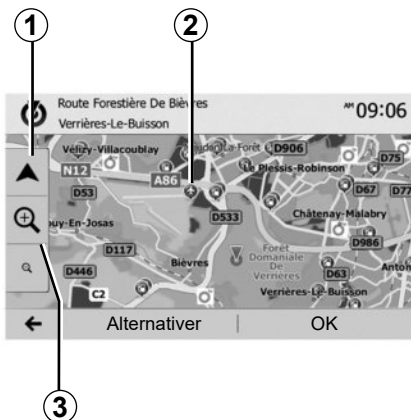 1
2
Route Forestière De Bièvres
Verrières-Le-Buisson
AM 09:06
Vélizy-Villacoublay
D906
D75
N12
A86
Le Plessis-Robinson
D53
D67
D77
D533
Châtenay-Malabry
D117
D986
Forêt
Domaniale
De
Verrières
Bièvres
D446
D63
C2
Verrières-Le-Buisson
Alternativer
OK
3